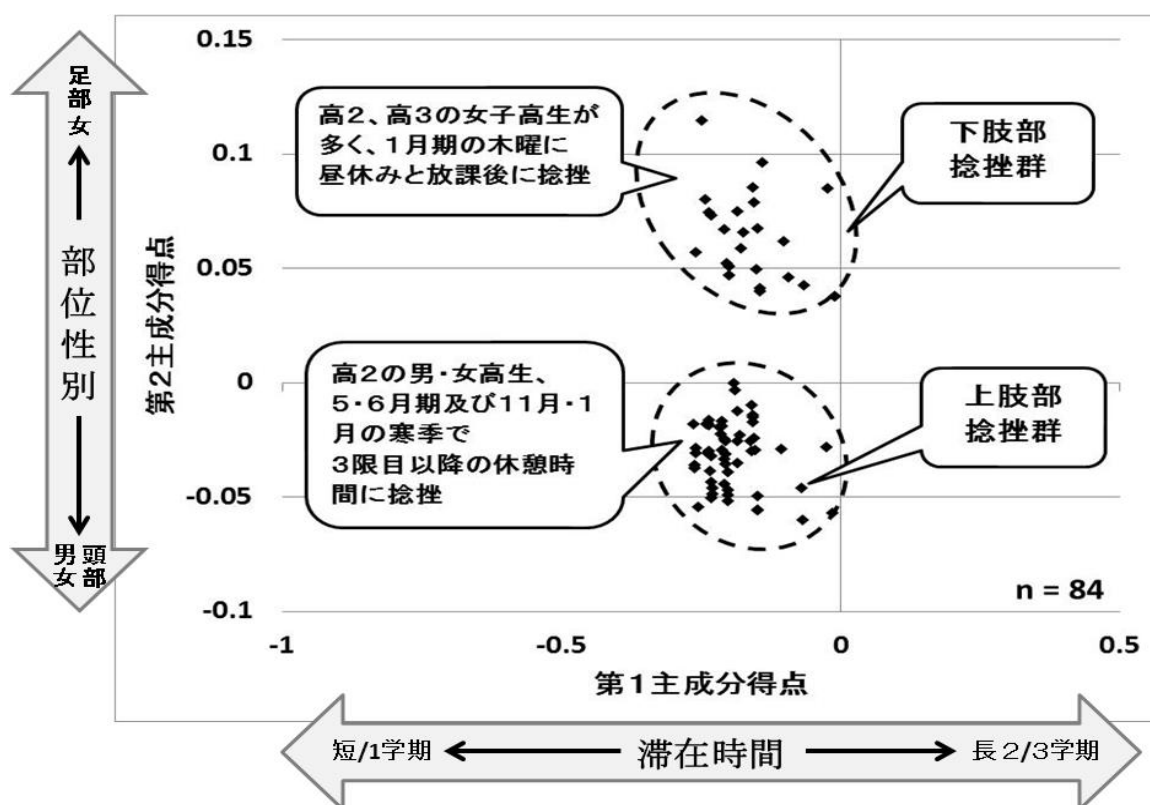 0.15
0.1
0.05
0
-0.05
-0.1
-1
-0.5
0
0.5
第2主成分得点
第1主成分得点
足部
女
部位性別
男女
頭部
高2、高3の女子高生が
多く、1月期の木曜に
昼休みと放課後に捻挫
下肢部
捻挫群
高2の男・女高生、
5・6月期及び11月・1
月の寒季で
3限目以降の休憩時
間に捻挫
上肢部
捻挫群
n = 84
短/1学期
滞在時間
長2/3学期